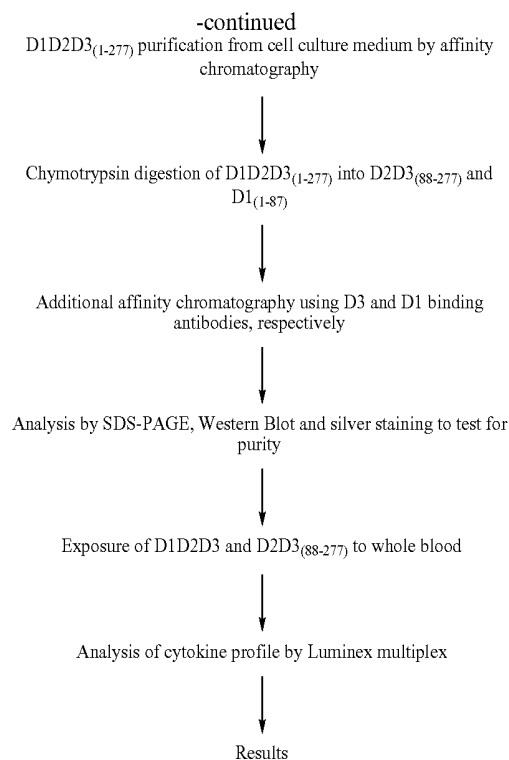 -continued
D1D2D3(1-277) purification from cell culture medium by affinity
chromatography
Chymotrypsin digestion of D1D2D3(1-277) into D2D3(88-277) and
D1(1-87)
Additional affinity chromatography using D3 and D1 binding
antibodies, respectively
Analysis by SDS-PAGE, Western Blot and silver staining to test for
purity
Exposure of D1D2D3 and D2D3(88-277) to whole blood
Analysis of cytokine profile by Luminex multiplex
Results